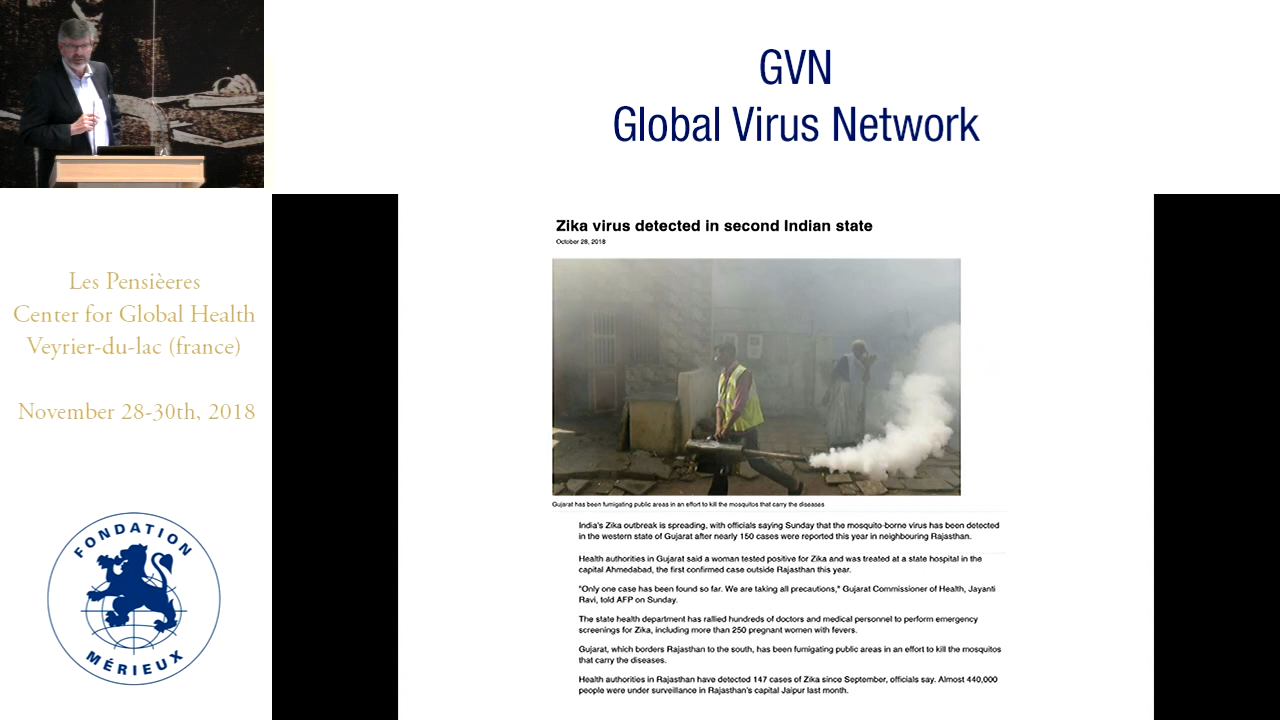 GVN
Global Virus Network
Les Pensièeres
Center for Global Health
Veyrier-du-lac (france)
November 28-30th, 2018
FONDATION
MÉRIEUX
Zika virus detected in second Indian state
October 28, 2018
Gujarat has been fumigating public areas in an effort to kill the mosquitos that carry the diseases
India's Zika outbreak is spreading, with officials saying Sunday that the mosquito-borne virus has been detected
in the western state of Gujarat after nearly 150 cases were reported this year in neighbouring Rajasthan.
Health authorities in Gujarat said a woman tested positive for Zika and was treated at a state hospital in the
capital Ahmedabad, the first confirmed case outside Rajasthan this year.
"Only one case has been found so far. We are taking all precautions," Gujarat Commissioner of Health, Jayanti
Ravi, told AFP on Sunday.
The state health department has rallied hundreds of doctors and medical personnel to perform emergency
screenings for Zika, including more than 250 pregnant women with fevers.
Gujarat, which borders Rajasthan to the south, has been fumigating public areas in an effort to kill the mosquitos
that carry the diseases.
Health authorities in Rajasthan have detected 147 cases of Zika since September, officials say. Almost 440,000
people were under surveillance in Rajasthan's capital Jaipur last month.